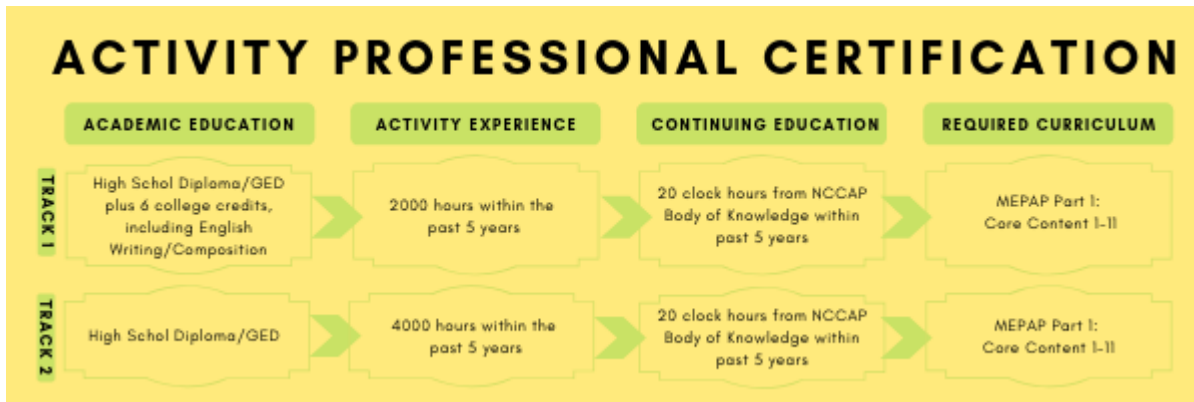 ACTIVITY PROFESSIONAL CERTIFICATION
ACADEMIC EDUCATION
ACTIVITY EXPERIENCE
CONTINUING EDUCATION
REQUIRED CURRICULUM
TRACK 1
High Schol Diploma/GED
plus 6 college credits,
including English
Writing/Composition
2000 hours within the
past 5 years
20 clock hours from NCCAP
Body of Knowledge within
past 5 years
MEPAP Part 1:
Core Content 1-11
TRACK 2
High Schol Diploma/GED
4000 hours within the
past 5 years
20 clock hours from NCCAP
Body of Knowledge within
past 5 years
MEPAP Part 1:
Core Content 1-11